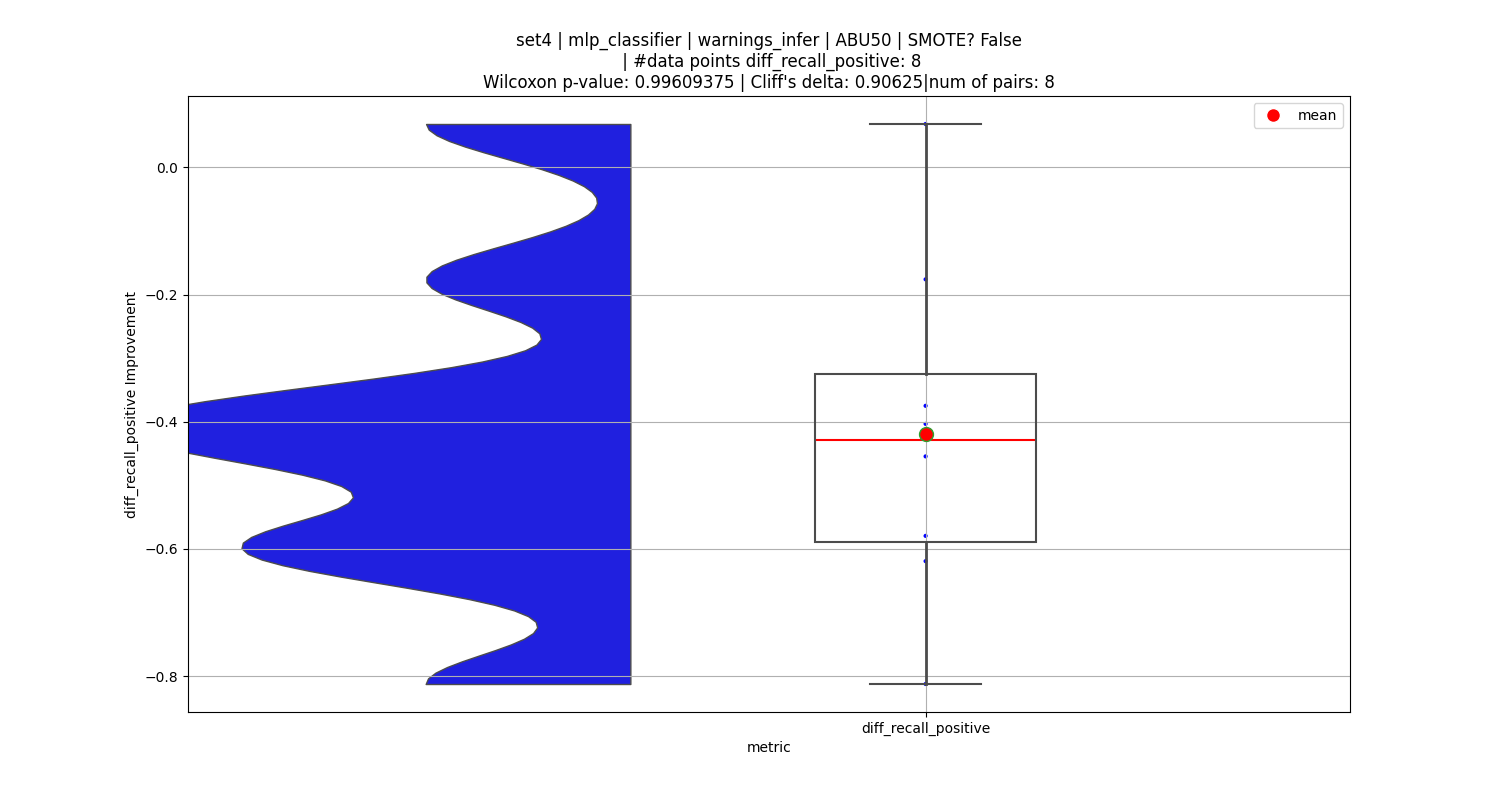 set4 | mlp_classifier | warnings_infer | ABU50 | SMOTE? False
| #data points diff_recall_positive: 8
Wilcoxon p-value: 0.99609375 | Cliff's delta: 0.90625|num of pairs: 8
mean
0.0
−0.2
−0.4
−0.6
−0.8
diff_recall_positive Improvement
diff_recall_positive
metric